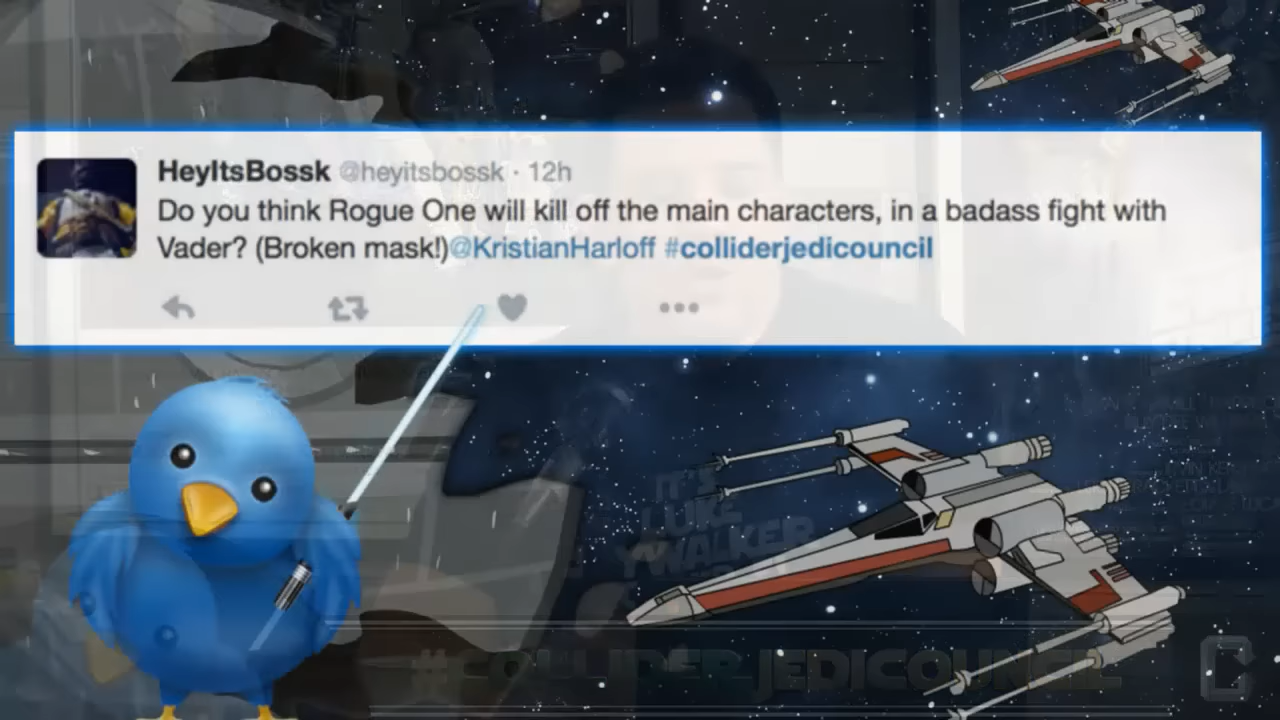 HeyItsBossk @heyitsbossk · 12h
Do you think Rogue One will kill off the main characters, in a badass fight with
Vader? (Broken mask!)@KristianHarloff #colliderjedicouncil
IT'S
LUKE
YWALKER
#COLLIDERJEDICOUNCIL